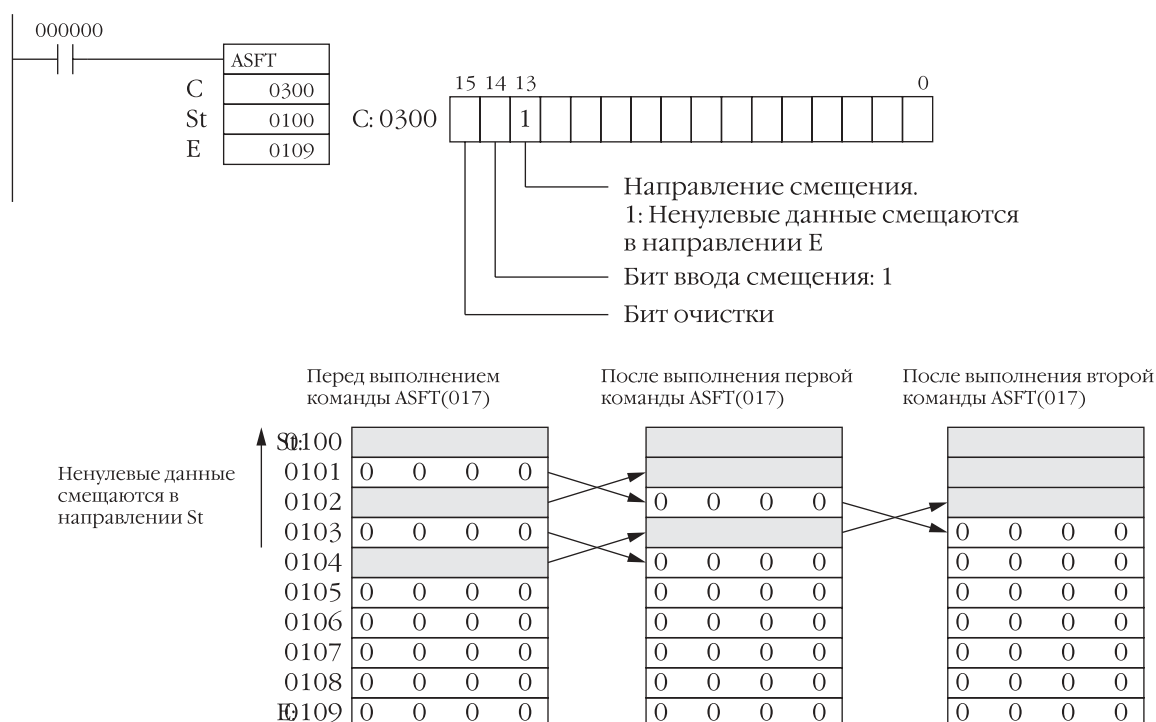 000000
ASFT
C 0300
St 0100
E 0109
15 14 13 0
C: 0300 1
Направление смещения.
1: Ненулевые данные смещаются
в направлении E
Бит ввода смещения: 1
Бит очистки
Перед выполнением
команды ASFT(017)
После выполнения первой
команды ASFT(017)
После выполнения второй
команды ASFT(017)
Ненулевые данные
смещаются в
направлении St
St: 0100
0101 0 0 0 0
0102 0 0 0 0
0103 0 0 0 0 0 0 0 0
0104 0 0 0 0 0 0 0 0
0105 0 0 0 0 0 0 0 0 0 0 0 0
0106 0 0 0 0 0 0 0 0 0 0 0 0
0107 0 0 0 0 0 0 0 0 0 0 0 0
0108 0 0 0 0 0 0 0 0 0 0 0 0
E: 0109 0 0 0 0 0 0 0 0 0 0 0 0